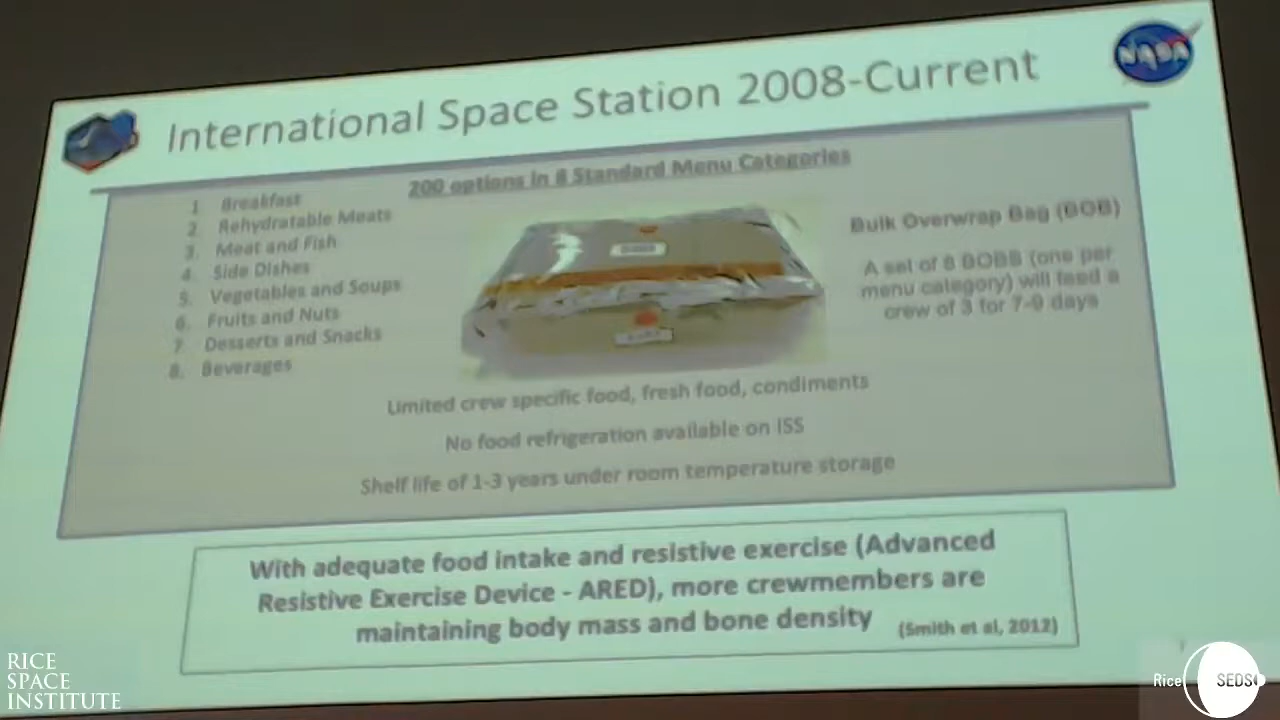 International Space Station 2008-Current
NASA
200 options in 8 Standard Menu Categories
1 Breakfast
2. Rehydratable Meats
3. Meat and Fish
4. Side Dishes
5. Vegetables and Soups
6. Fruits and Nuts
7. Desserts and Snacks
8. Beverages
Bulk Overwrap Bag (BOB)
A set of 8 BOBB (one per
menu category) will feed a
crew of 3 for 7-9 days
Limited crew specific food, fresh food, condiments
No food refrigeration available on ISS
Shelf life of 1-3 years under room temperature storage
With adequate food intake and resistive exercise (Advanced
Resistive Exercise Device - ARED), more crewmembers are
maintaining body mass and bone density (Smith et al, 2012)
RICE
SPACE
INSTITUTE
Rice SEDS